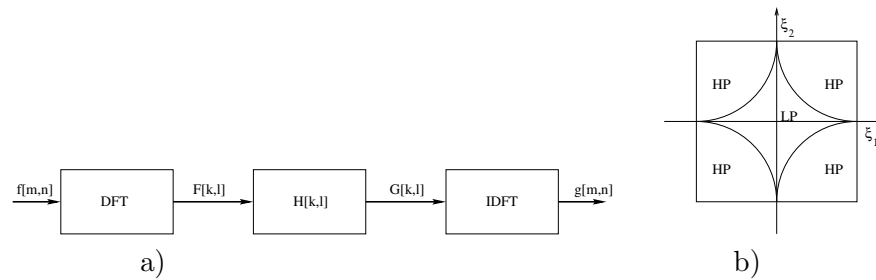 f[m,n]
DFT
F[k,l]
H[k,l]
G[k,l]
IDFT
g[m,n]
a)
ξ2
HP
HP
LP
ξ1
HP
HP
b)